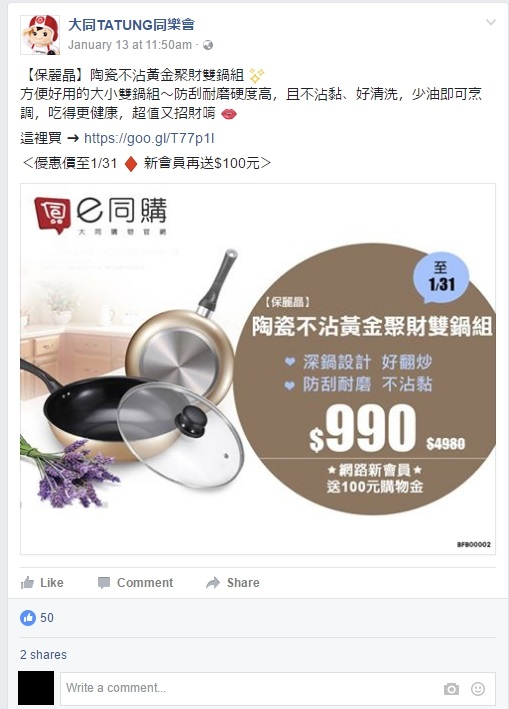 大同TATUNG同樂會
January 13 at 11:50am ·
【保麗晶】陶瓷不沾黃金聚財雙鍋組
方便好用的大小雙鍋組～防刮耐磨硬度高，且不沾黏、好清洗，少油即可烹
調，吃得更健康，超值又招財唷
這裡買 → https://goo.gl/T77p1I
＜優惠價至1/31 ♦ 新會員再送$100元＞
e同購
大同購物官網
至
1/31
【保麗晶】
陶瓷不沾黃金聚財雙鍋組
♥ 深鍋設計 好翻炒
♥ 防刮耐磨 不沾黏
$990 $4980
★網路新會員★
送100元購物金
BFB00002
Like Comment Share
50
2 shares
Write a comment...